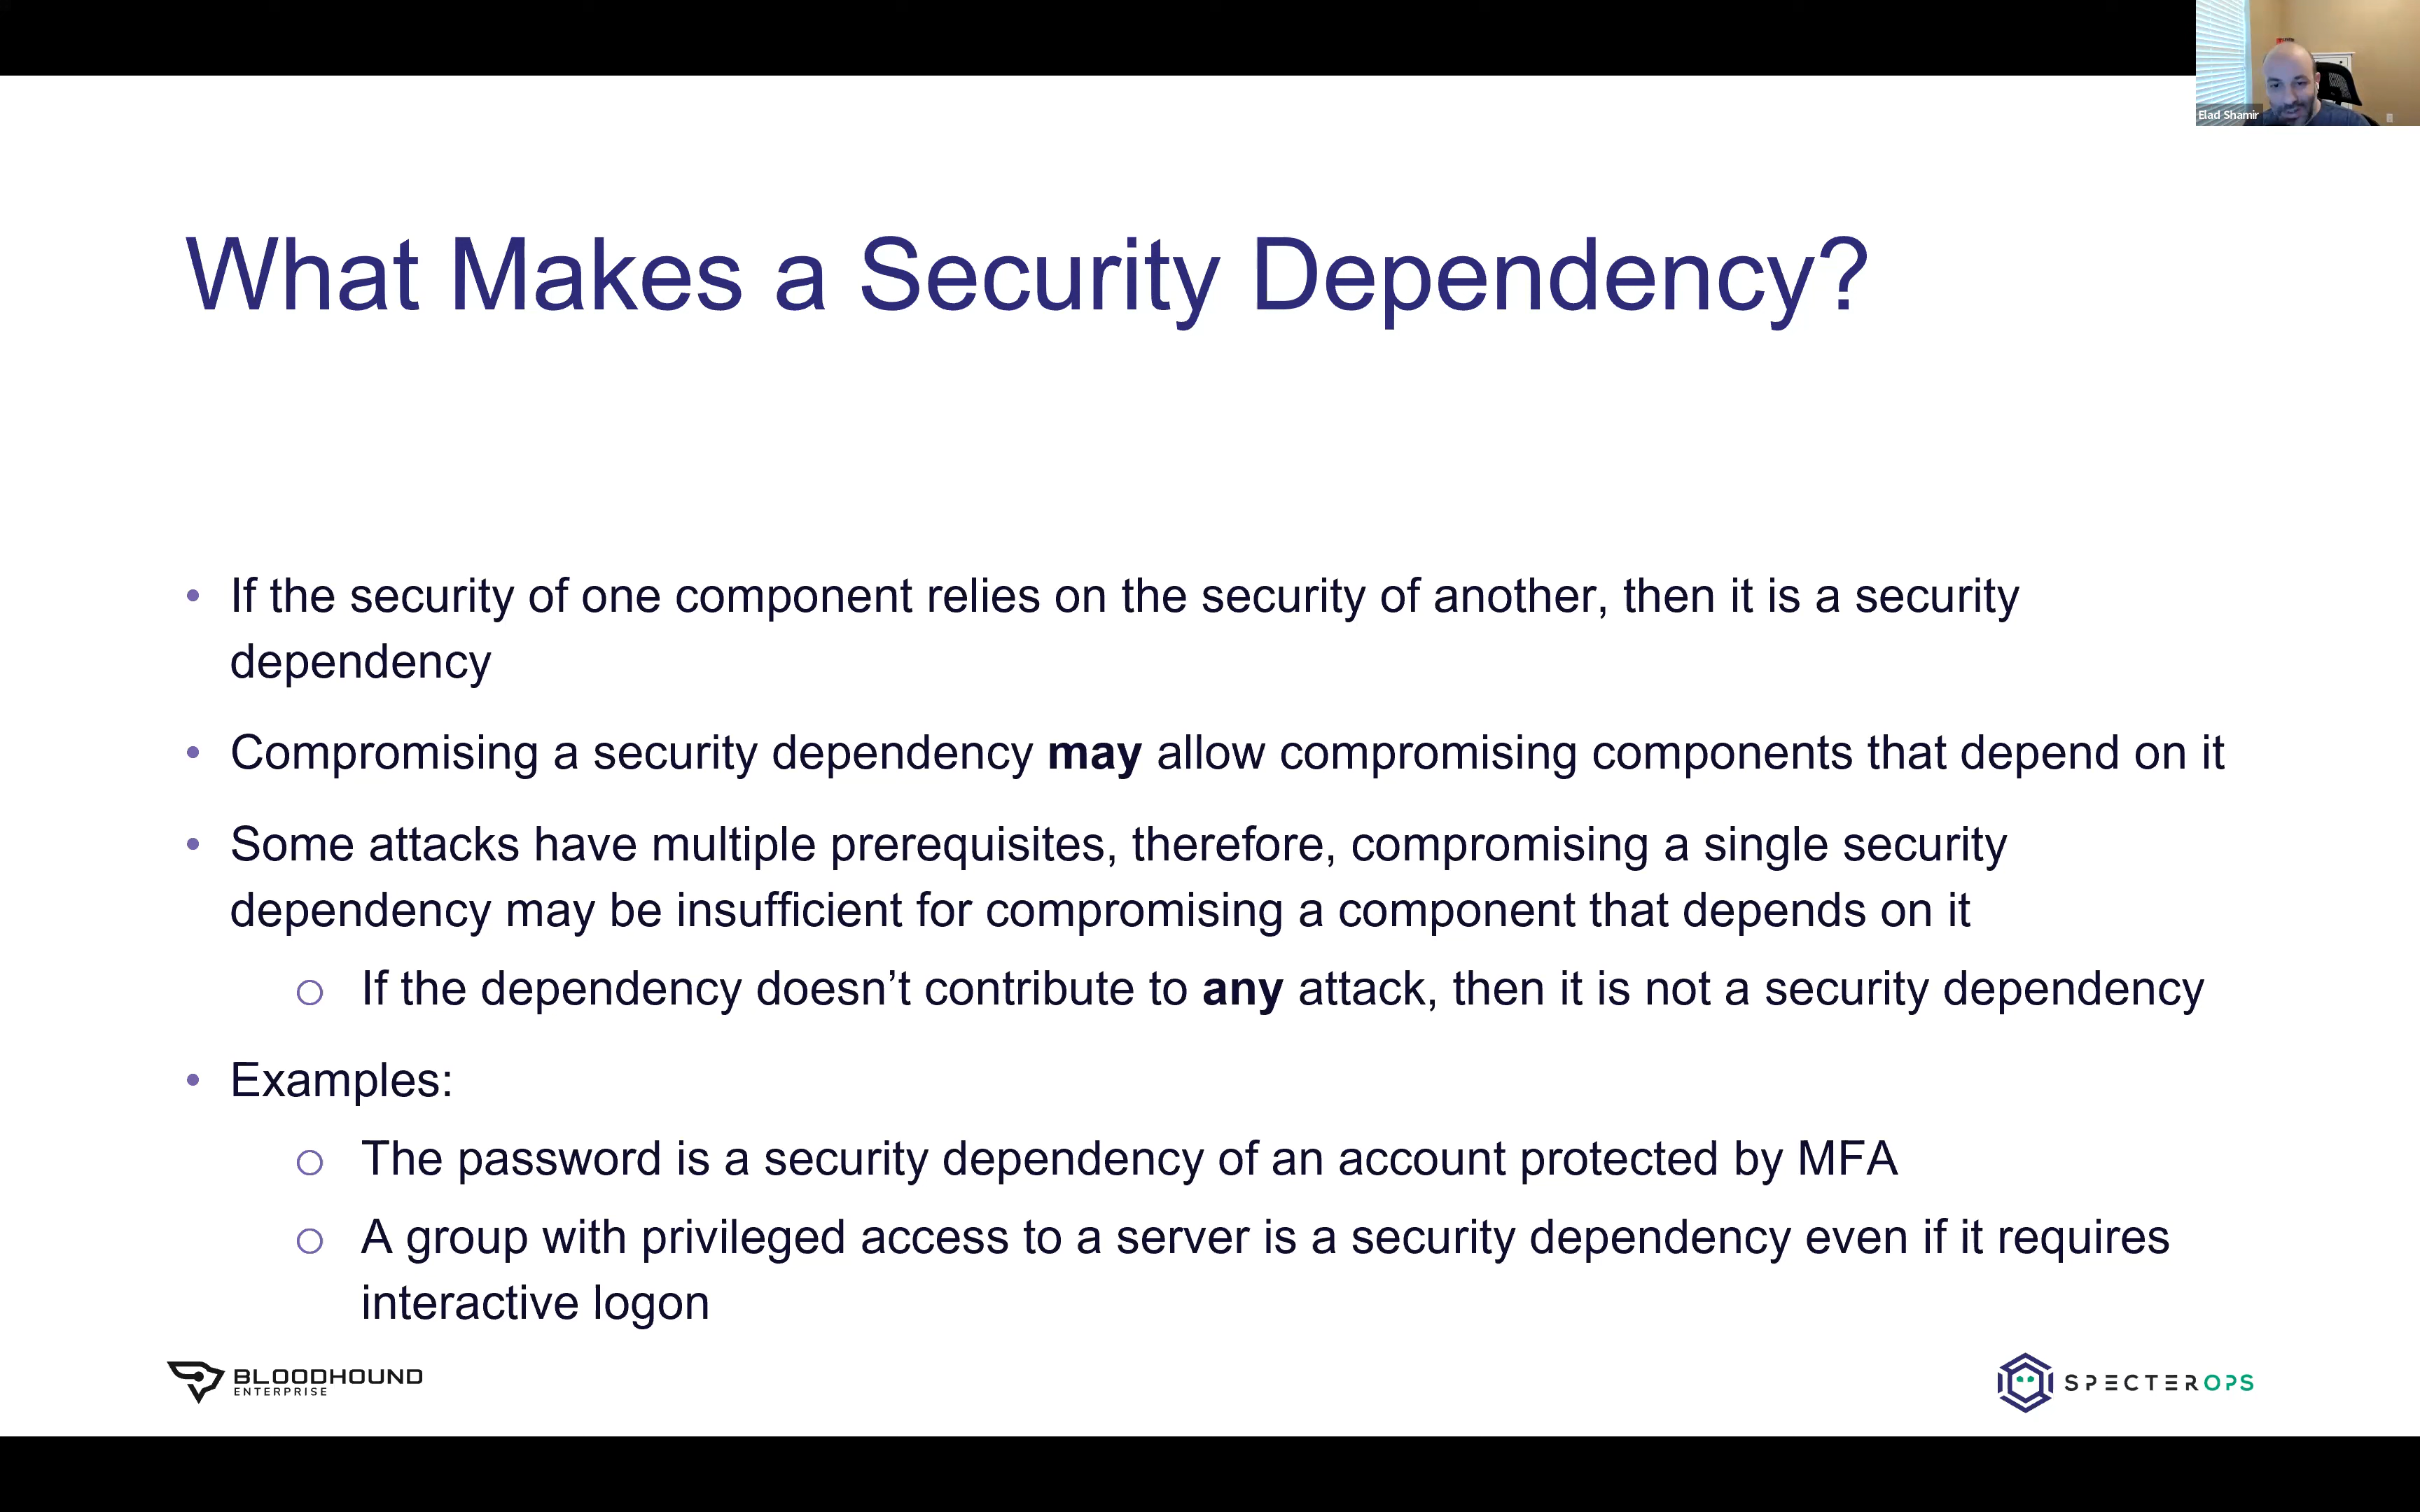 Elad Shamir
What Makes a Security Dependency?
• If the security of one component relies on the security of another, then it is a security
dependency
• Compromising a security dependency may allow compromising components that depend on it
• Some attacks have multiple prerequisites, therefore, compromising a single security
dependency may be insufficient for compromising a component that depends on it
○ If the dependency doesn’t contribute to any attack, then it is not a security dependency
• Examples:
○ The password is a security dependency of an account protected by MFA
○ A group with privileged access to a server is a security dependency even if it requires
interactive logon
BLOODHOUND
ENTERPRISE
SPECTEROPS